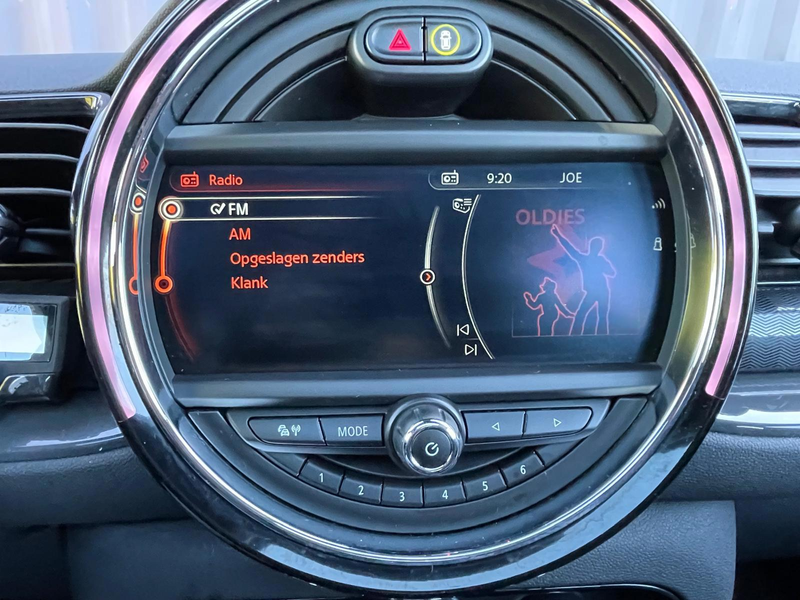 Radio
9:20 JOE
FM
AM
Opgeslagen zenders
Klank
OLDIES
MODE
1 2 3 4 5 6